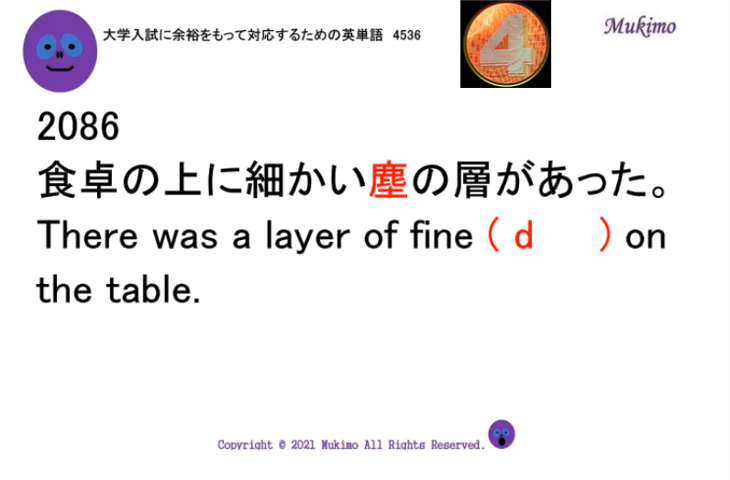 大学入試に余裕をもって対応するための英単語 4536
4
Mukimo
2086
食卓の上に細かい塵の層があった。
There was a layer of fine ( d ) on
the table.
Copyright © 2021 Mukimo All Rights Reserved.